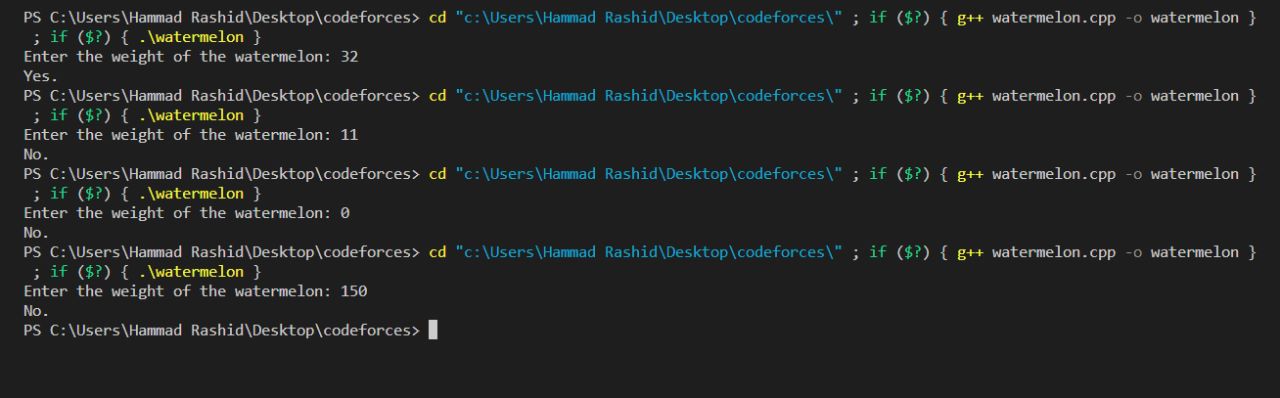 PS C:\Users\Hammad Rashid\Desktop\codeforces> cd "c:\Users\Hammad Rashid\Desktop\codeforces\" ; if ($?) { g++ watermelon.cpp -o watermelon }
; if ($?) { .\watermelon }
Enter the weight of the watermelon: 32
Yes.
PS C:\Users\Hammad Rashid\Desktop\codeforces> cd "c:\Users\Hammad Rashid\Desktop\codeforces\" ; if ($?) { g++ watermelon.cpp -o watermelon }
; if ($?) { .\watermelon }
Enter the weight of the watermelon: 11
No.
PS C:\Users\Hammad Rashid\Desktop\codeforces> cd "c:\Users\Hammad Rashid\Desktop\codeforces\" ; if ($?) { g++ watermelon.cpp -o watermelon }
; if ($?) { .\watermelon }
Enter the weight of the watermelon: 0
No.
PS C:\Users\Hammad Rashid\Desktop\codeforces> cd "c:\Users\Hammad Rashid\Desktop\codeforces\" ; if ($?) { g++ watermelon.cpp -o watermelon }
; if ($?) { .\watermelon }
Enter the weight of the watermelon: 150
No.
PS C:\Users\Hammad Rashid\Desktop\codeforces>